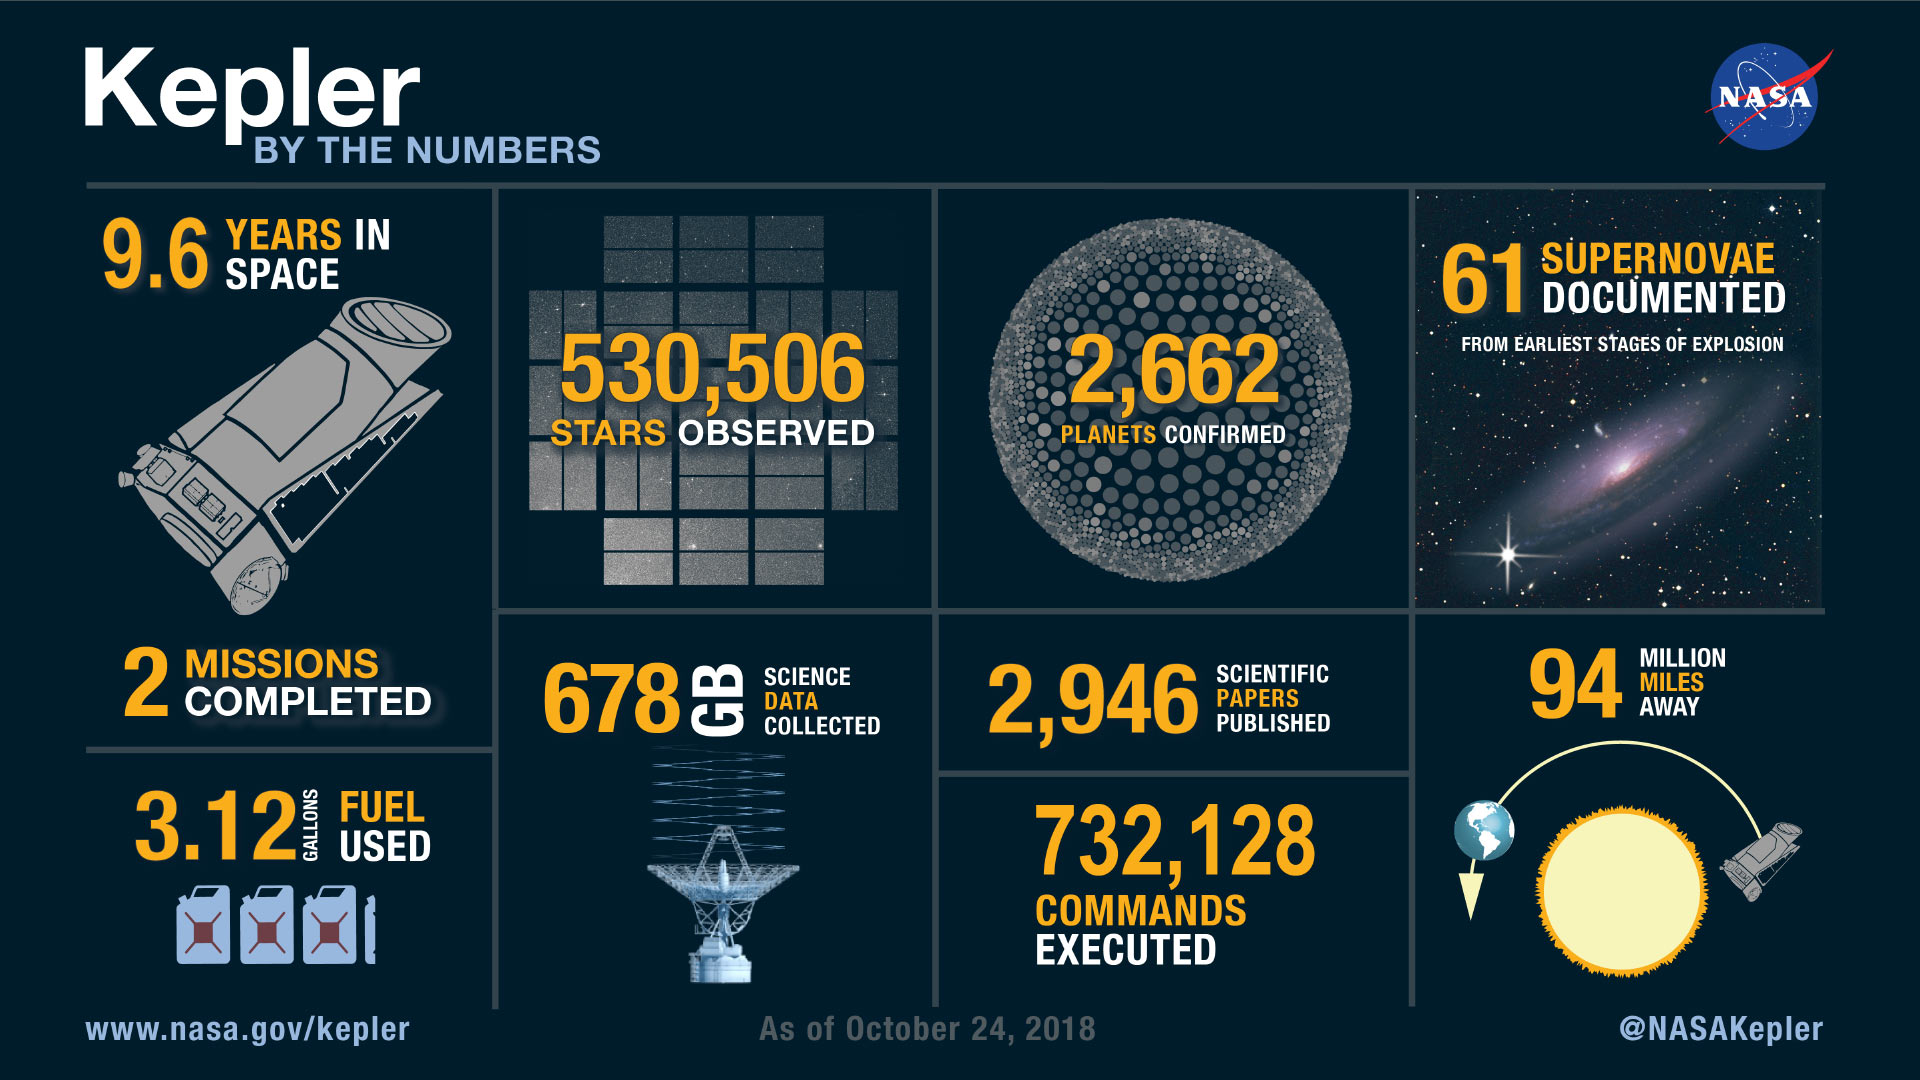 Kepler
BY THE NUMBERS
NASA
9.6 YEARS IN
SPACE
2 MISSIONS
COMPLETED
3.12 GALLONS FUEL
USED
530,506
STARS OBSERVED
2,662
PLANETS CONFIRMED
61 SUPERNOVAE
DOCUMENTED
FROM EARLIEST STAGES OF EXPLOSION
678 GB SCIENCE
DATA
COLLECTED
2,946 SCIENTIFIC
PAPERS
PUBLISHED
732,128
COMMANDS
EXECUTED
94 MILLION
MILES
AWAY
www.nasa.gov/kepler
As of October 24, 2018
@NASAKepler